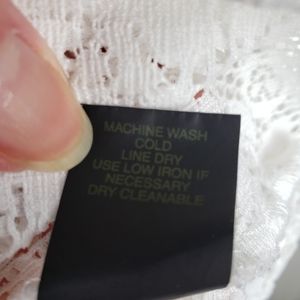 MACHINE WASH
COLD
LINE DRY
USE LOW IRON IF
NECESSARY
DRY CLEANABLE